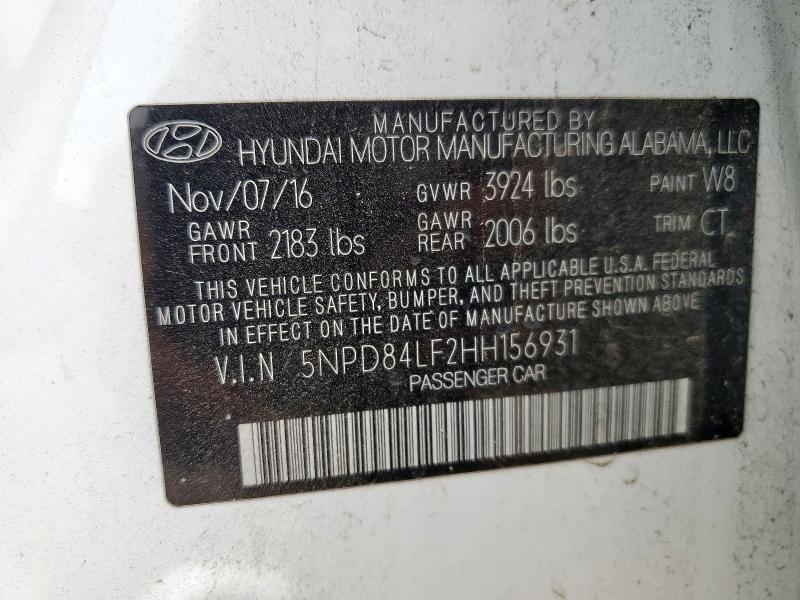 MANUFACTURED BY
HYUNDAI MOTOR MANUFACTURING ALABAMA, LLC
Nov/07/16 GVWR 3924 lbs PAINT W8
GAWR FRONT 2183 lbs GAWR REAR 2006 lbs TRIM CT
THIS VEHICLE CONFORMS TO ALL APPLICABLE U.S.A. FEDERAL
MOTOR VEHICLE SAFETY, BUMPER, AND THEFT PREVENTION STANDARDS
IN EFFECT ON THE DATE OF MANUFACTURE SHOWN ABOVE
V.I.N 5NPD84LF2HH156931
PASSENGER CAR